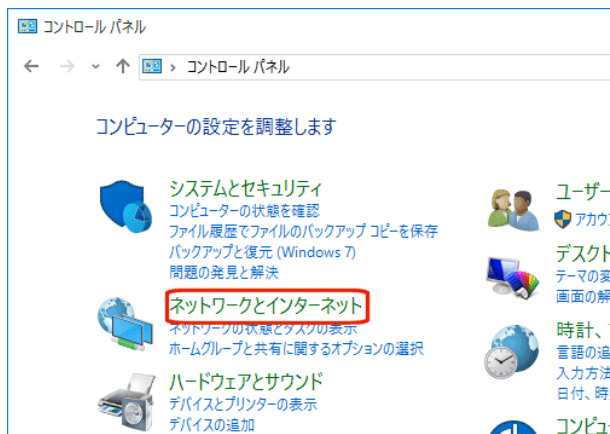 コントロール パネル
コントロール パネル
コンピューターの設定を調整します
システムとセキュリティ
コンピューターの状態を確認
ファイル履歴でファイルのバックアップ コピーを保存
バックアップと復元 (Windows 7)
問題の発見と解決
ネットワークとインターネット
ネットワークの状態とタスクの表示
ホームグループと共有に関するオプションの選択
ハードウェアとサウンド
デバイスとプリンターの表示
デバイスの追加
ユーザー
アカウン
デスクト
テーマの変
画面の解
時計、
言語の追
入力方法
日付、時
コンピュ